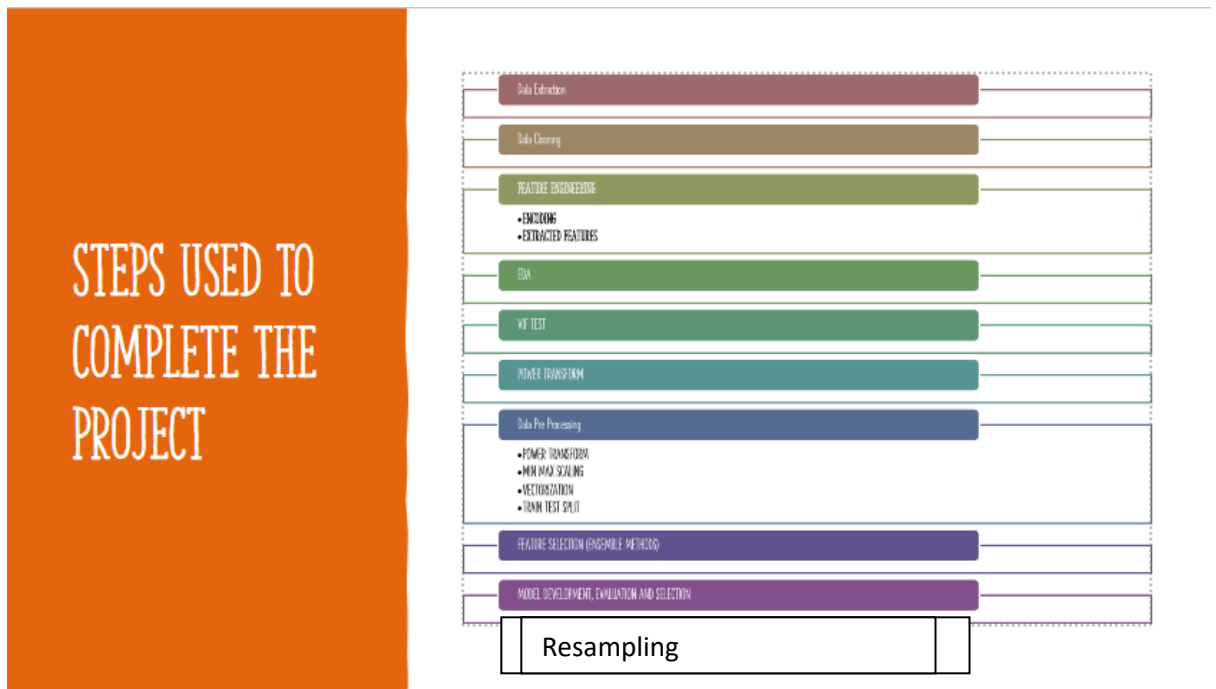 STEPS USED TO
COMPLETE THE
PROJECT
Data Extraction
Data Cleaning
FEATURE ENGINEERING
•ENCODING
•EXTRACTED FEATURES
EDA
VIF TEST
POWER TRANSFORM
Data Pre Processing
•POWER TRANSFORM
•MIN MAX SCALING
•VECTORIZATION
•TRAIN TEST SPLIT
FEATURE SELECTION (ENSEMBLE METHODS)
MODEL DEVELOPMENT, EVALUATION AND SELECTION
Resampling